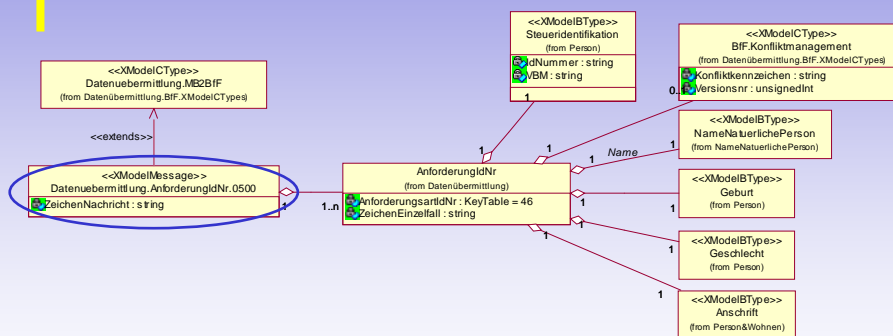 <<XModelCType>>
Datenuebermittlung.MB2BfF
(from Datenübermittlung.BfF.XModelCTypes)
<<extends>>
<<XModelMessage>>
Datenuebermittlung.AnforderungIdNr.0500
ZeichenNachricht : string
1
1..n
AnforderungIdNr
(from Datenübermittlung)
AnforderungsartIdNr : KeyTable = 46
ZeichenEinzelfall : string
<<XModelBType>>
Steueridentifikation
(from Person)
IdNummer : string
VBM : string
1
1
<<XModelCType>>
BfF.Konfliktmanagement
(from Datenübermittlung.BfF.XModelCTypes)
Konfliktkennzeichen : string
Versionsnr : unsignedInt
1
<<XModelBType>>
NameNatuerlichePerson
(from NameNatuerlichePerson)
Name
1
1
<<XModelBType>>
Geburt
(from Person)
1
1
<<XModelBType>>
Geschlecht
(from Person)
1
1
<<XModelBType>>
Anschrift
(from Person&Wohnen)
1
1